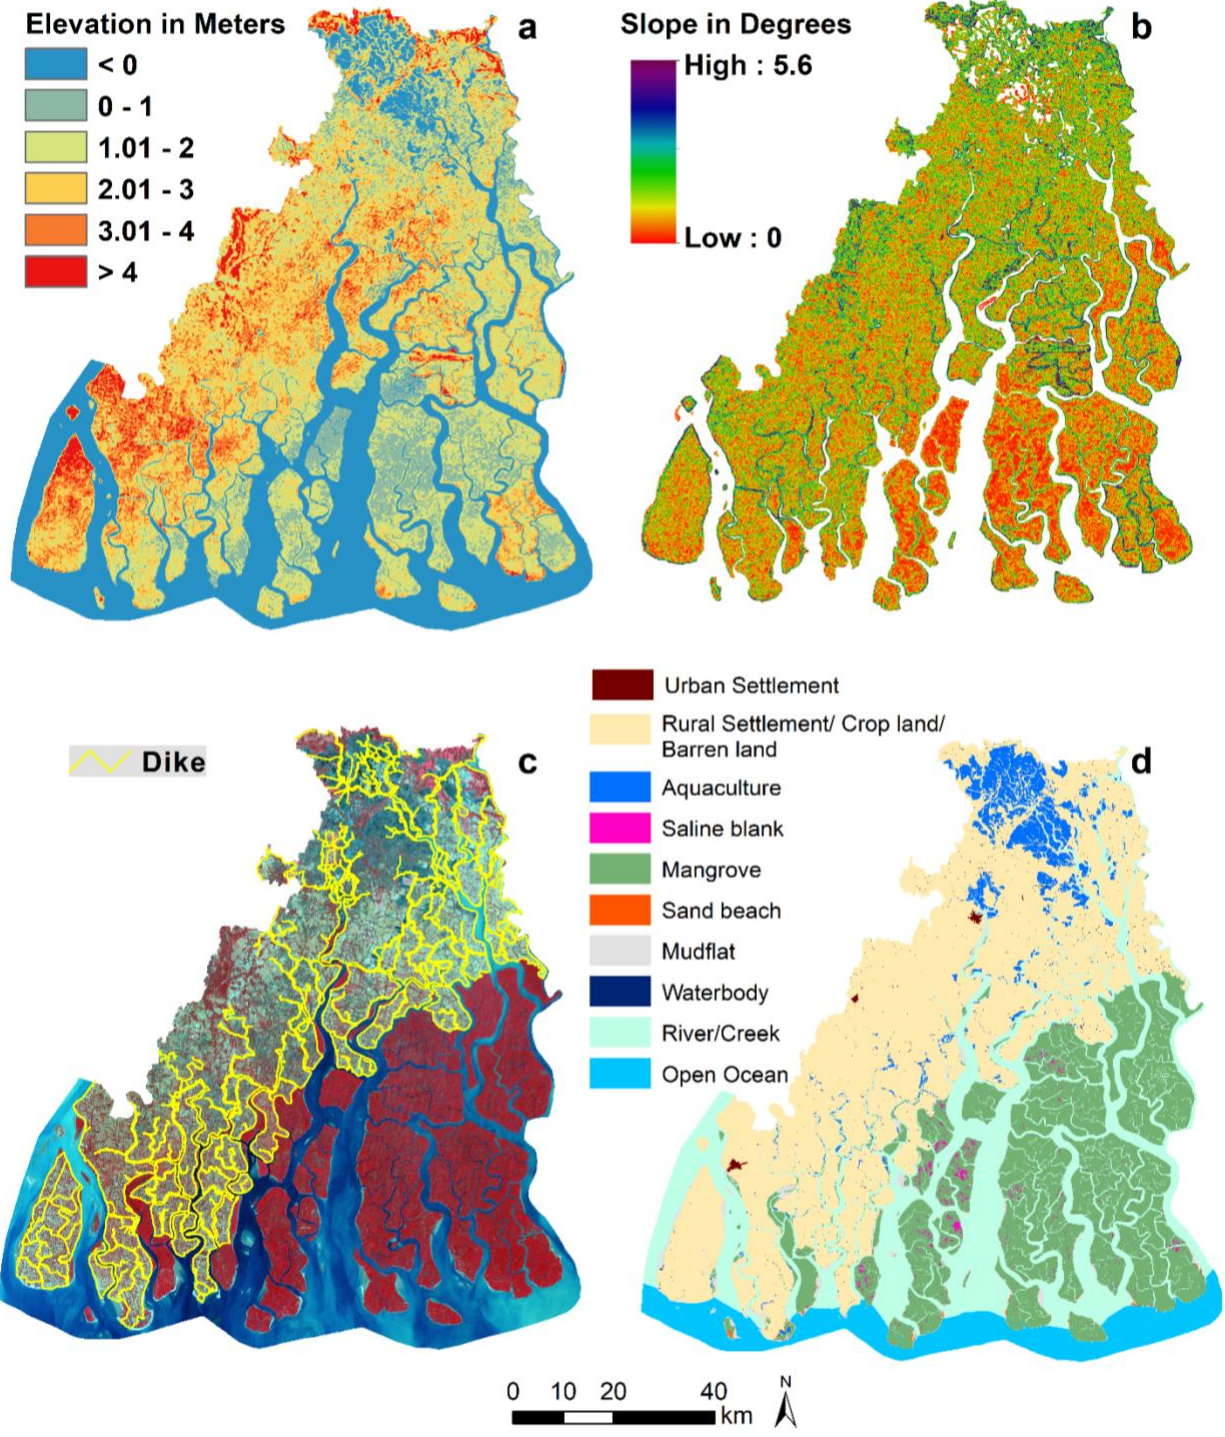 Elevation in Meters
a
< 0
0 - 1
1.01 - 2
2.01 - 3
3.01 - 4
> 4
Slope in Degrees
b
High : 5.6
Low : 0
Dike
c
Urban Settlement
Rural Settlement/ Crop land/
Barren land
d
Aquaculture
Saline blank
Mangrove
Sand beach
Mudflat
Waterbody
River/Creek
Open Ocean
0 10 20 40
km
N